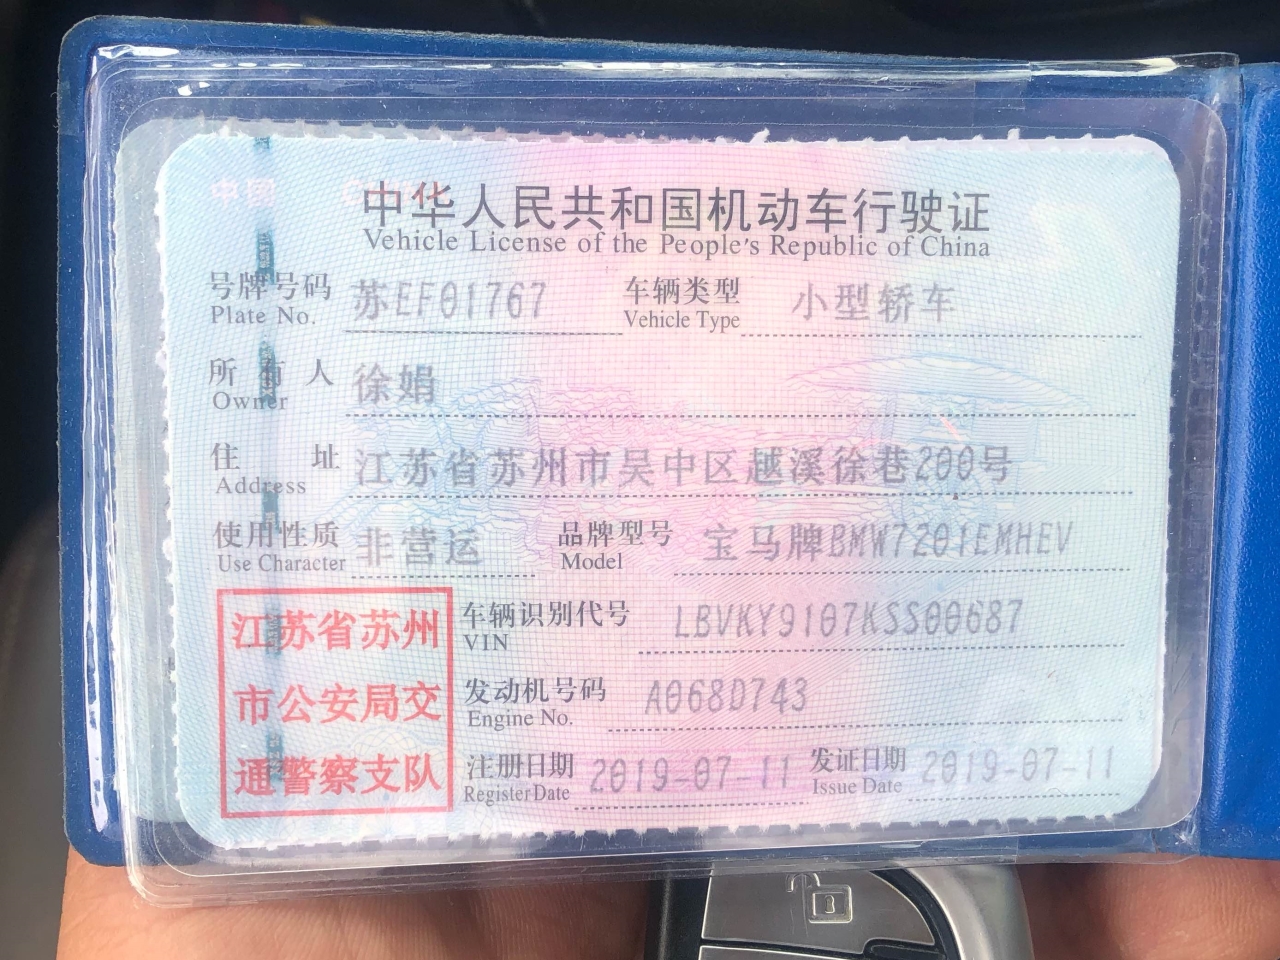 中华人民共和国机动车行驶证
Vehicle License of the People's Republic of China
号牌号码 苏EF01767 车辆类型 小型轿车
Plate No. Vehicle Type
所有人 徐娟
Owner
住址 江苏省苏州市吴中区越溪徐巷200号
Address
使用性质 非营运 品牌型号 宝马牌BMW7201EMHEV
Use Character Model
车辆识别代号 LBVKY9107KSS00687
VIN
发动机号码 A068D743
Engine No.
注册日期 2019-07-11 发证日期 2019-07-11
Register Date Issue Date
江苏省苏州
市公安局交
通警察支队